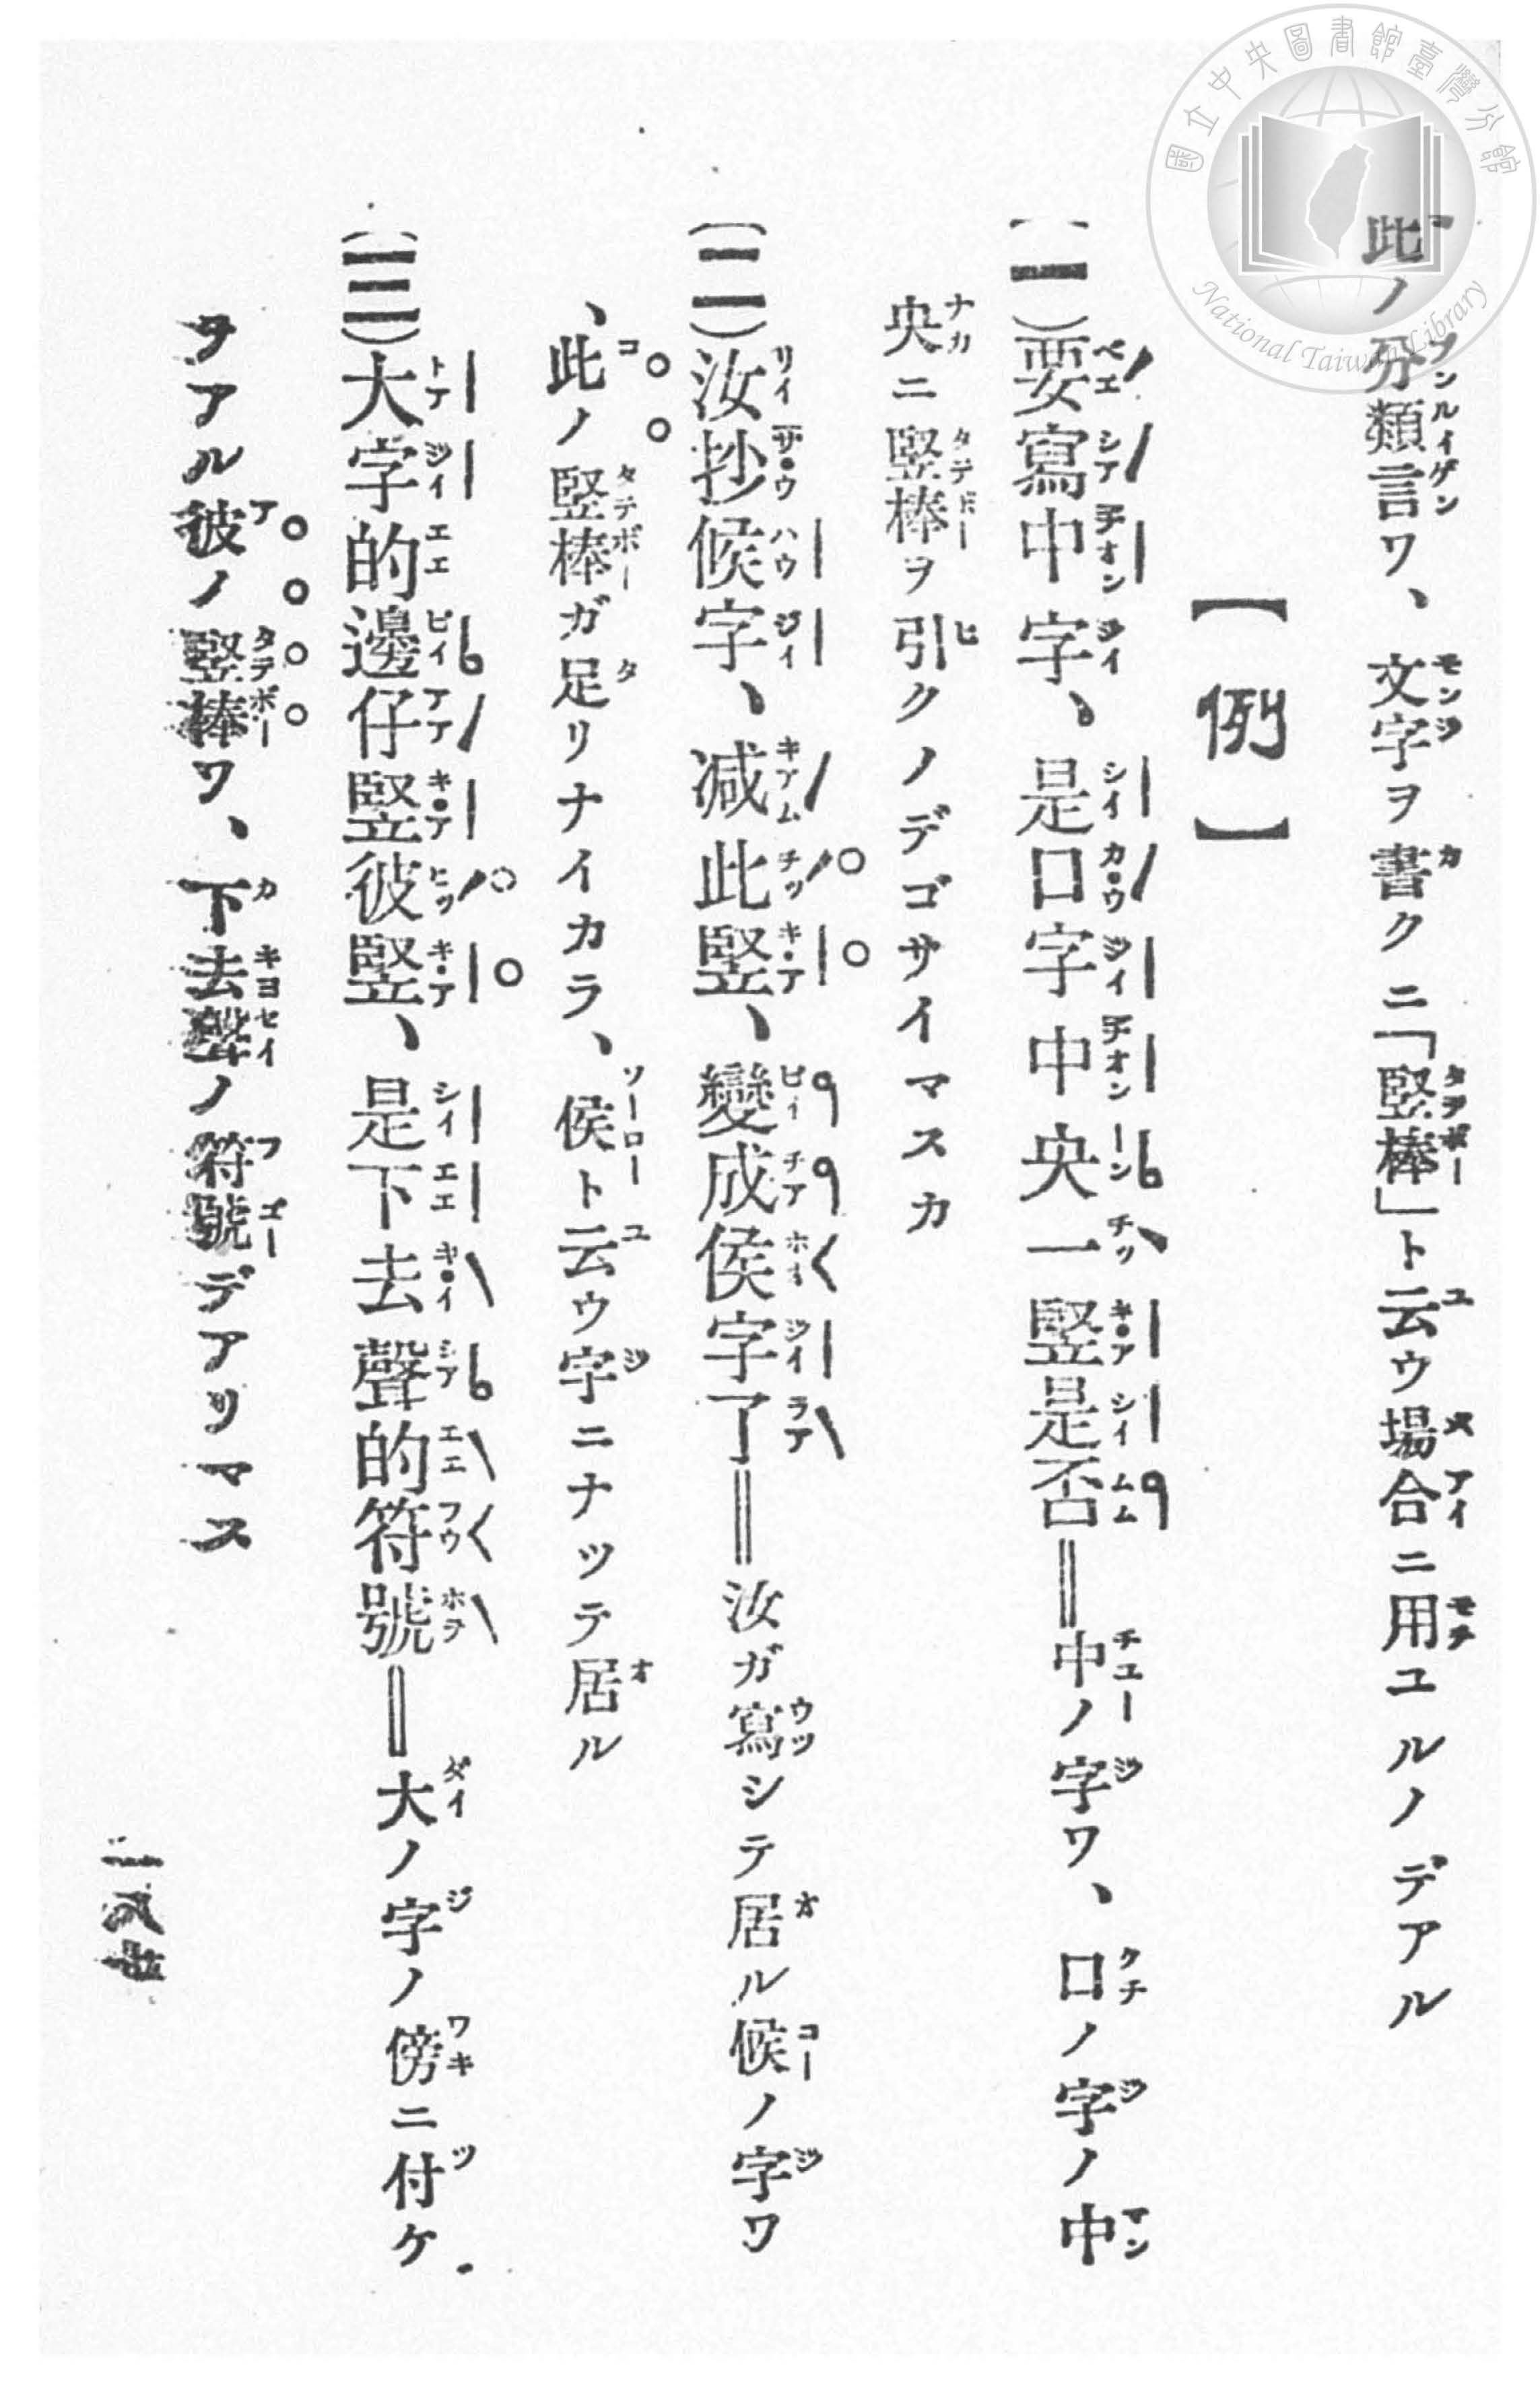 此ノ分類言ワ、文字ヲ書クニ「竪棒」ト云ウ場合ニ用ユルノデアル
【例】
(一)要寫中字、是口字中央一竪是否＝中ノ字ワ、口ノ字ノ中
央ニ竪棒ヲ引クノデゴサイマスカ
(二)汝抄候字、減此竪、變成侯字了＝汝ガ寫シテ居ル候ノ字ワ
、此ノ竪棒ガ足リナイカラ、侯ト云ウ字ニナツテ居ル
(三)大字的邊仔竪彼竪、是下去聲的符號＝大ノ字ノ傍ニ付ケ
ヲアル彼ノ竪棒ワ、下去聲ノ符號デアリマス
一八七
國立中央圖書館臺灣分館
National Taiwan Library